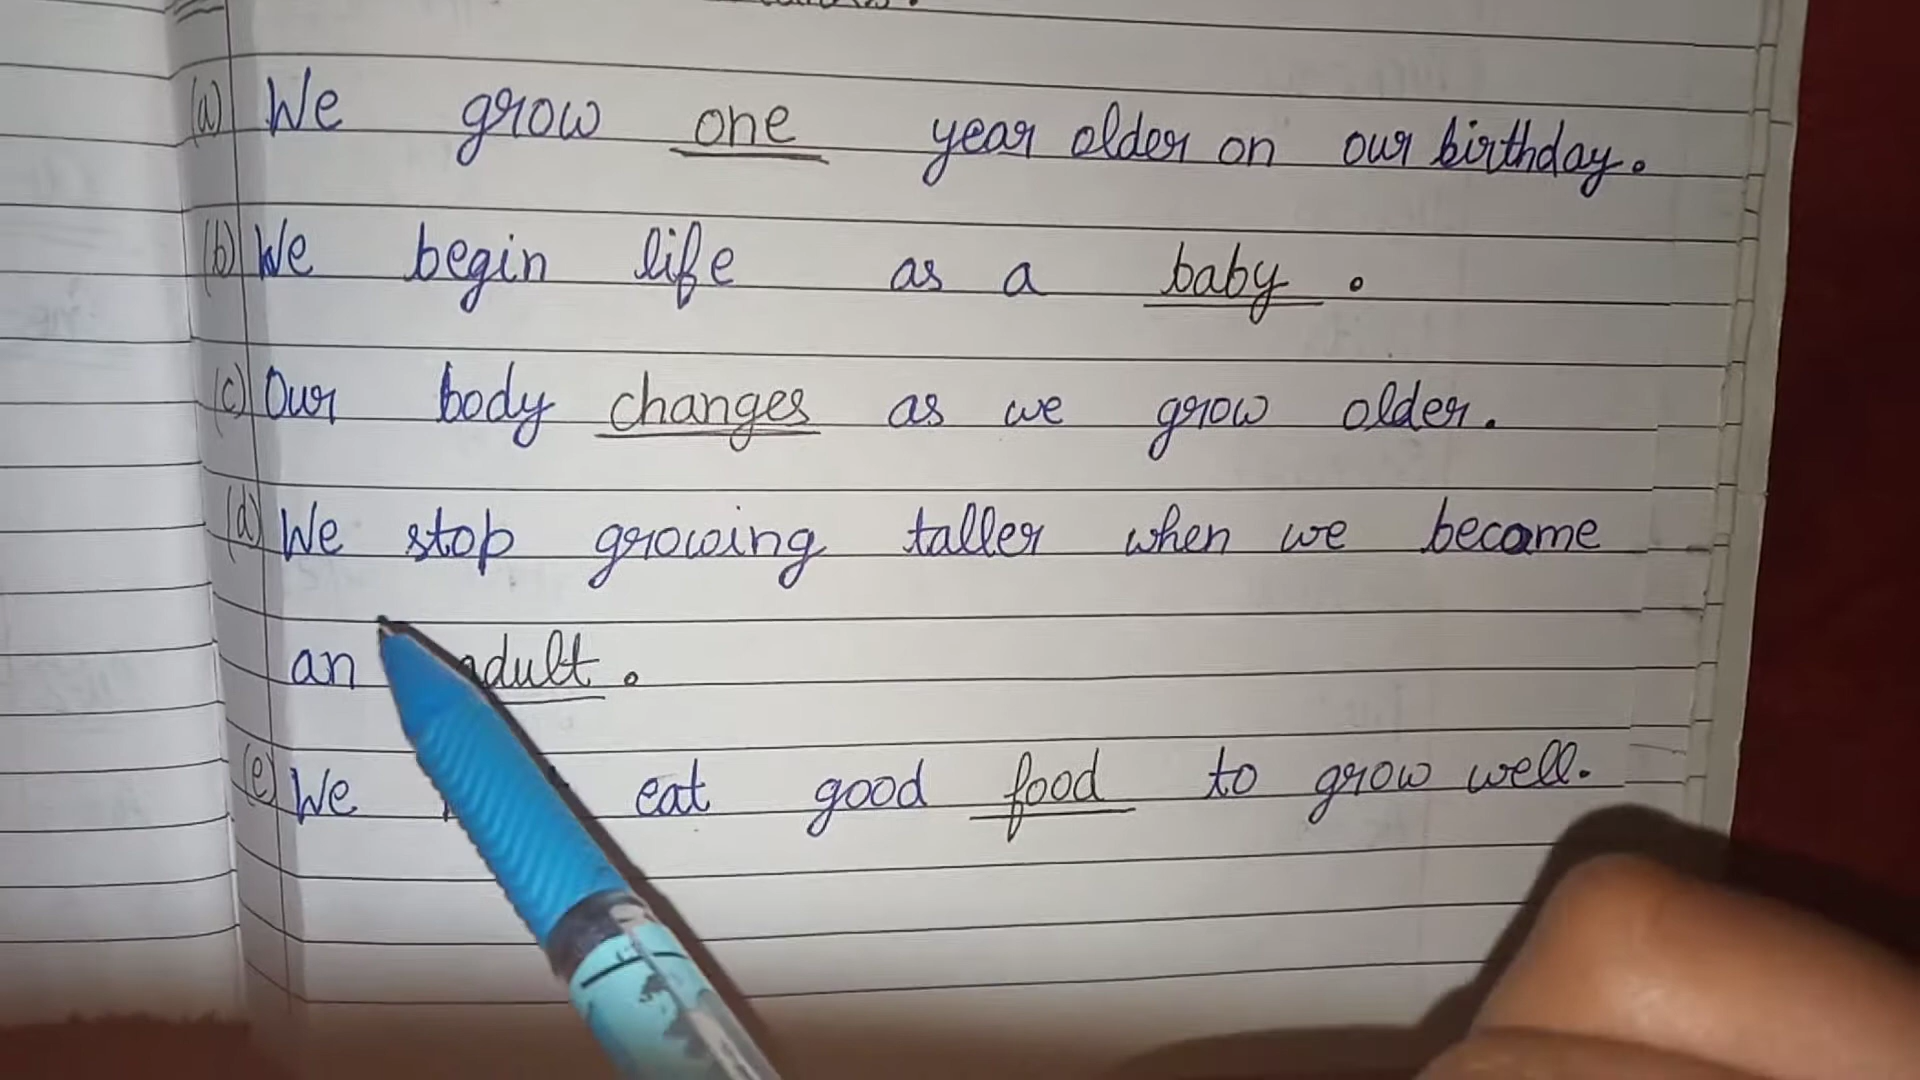 (a) We grow one year older on our birthday.
(b) We begin life as a baby.
(c) Our body changes as we grow older.
(d) We stop growing taller when we become
an adult.
(e) We eat good food to grow well.